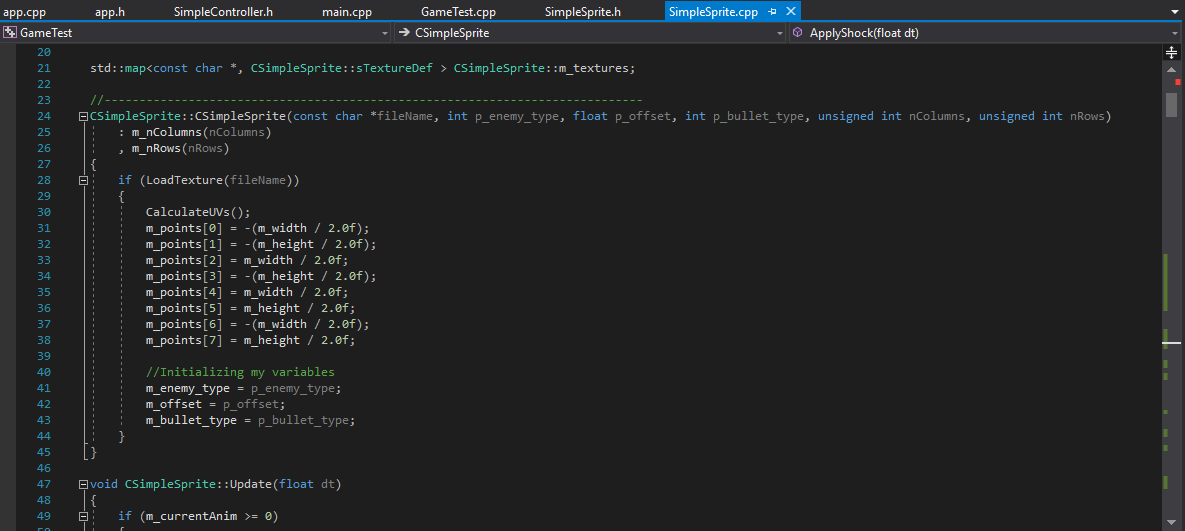 app.cpp app.h SimpleController.h main.cpp GameTest.cpp SimpleSprite.h SimpleSprite.cpp
GameTest CSimpleSprite ApplyShock(float dt)
20
21 std::map<const char *, CSimpleSprite::sTextureDef > CSimpleSprite::m_textures;
22
23 //-----------------------------------------------------------------------------
24 CSimpleSprite::CSimpleSprite(const char *fileName, int p_enemy_type, float p_offset, int p_bullet_type, unsigned int nColumns, unsigned int nRows)
25 : m_nColumns(nColumns)
26 , m_nRows(nRows)
27 {
28 if (LoadTexture(fileName))
29 {
30 CalculateUVs();
31 m_points[0] = -(m_width / 2.0f);
32 m_points[1] = -(m_height / 2.0f);
33 m_points[2] = m_width / 2.0f;
34 m_points[3] = -(m_height / 2.0f);
35 m_points[4] = m_width / 2.0f;
36 m_points[5] = m_height / 2.0f;
37 m_points[6] = -(m_width / 2.0f);
38 m_points[7] = m_height / 2.0f;
39
40 //Initializing my variables
41 m_enemy_type = p_enemy_type;
42 m_offset = p_offset;
43 m_bullet_type = p_bullet_type;
44 }
45 }
46
47 void CSimpleSprite::Update(float dt)
48 {
49 if (m_currentAnim >= 0)